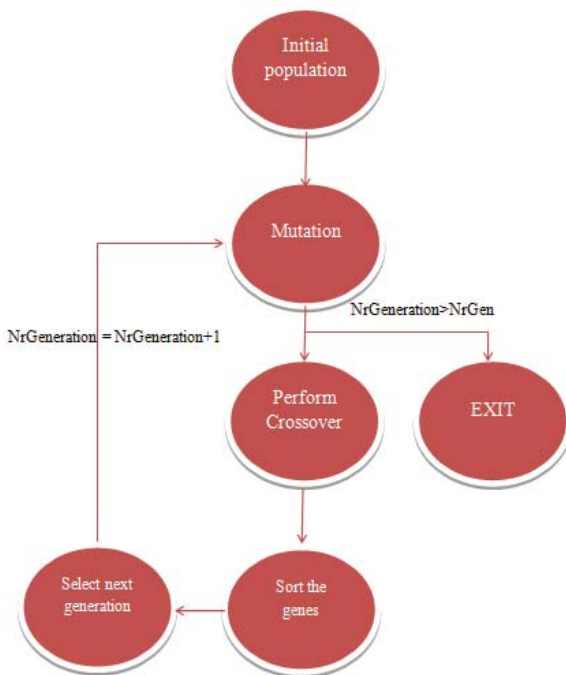 Initial
population
Mutation
NrGeneration>NrGen
NrGeneration = NrGeneration+1
Perform
Crossover
EXIT
Select next
generation
Sort the
genes